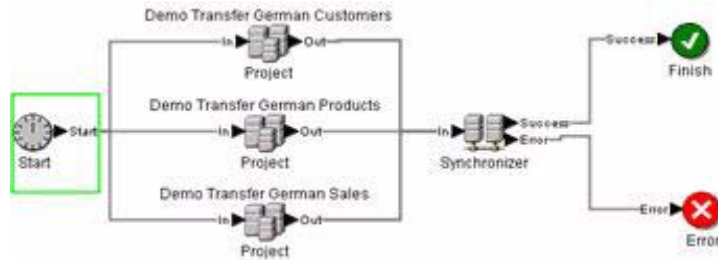 Demo Transfer German Customers
In
Out
Project
Success
Finish
Demo Transfer German Products
Start
Start
In
Out
Project
In
Success
Error
Synchronizer
Demo Transfer German Sales
In
Out
Project
Error
Error